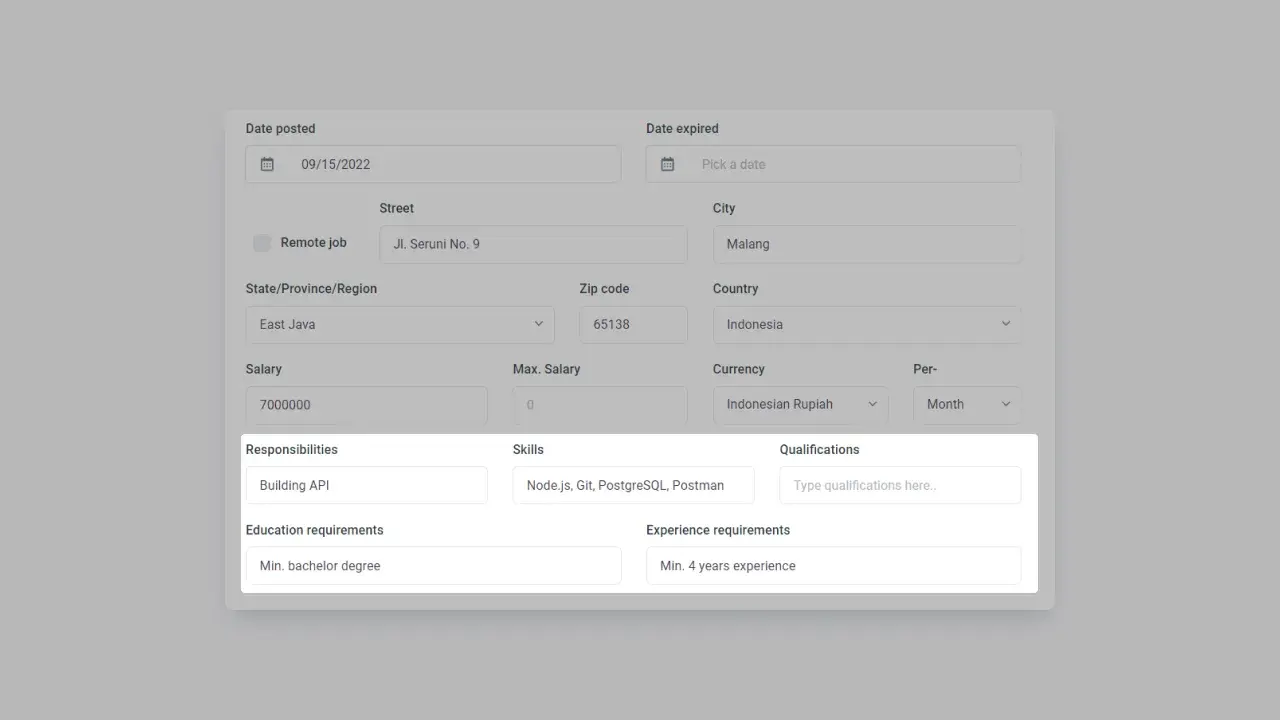 Date posted Date expired
09/15/2022 Pick a date
Street City
Remote job Jl. Seruni No. 9 Malang
State/Province/Region Zip code Country
East Java 65138 Indonesia
Salary Max. Salary Currency Per-
7000000 0 Indonesian Rupiah Month
Responsibilities Skills Qualifications
Building API Node.js, Git, PostgreSQL, Postman Type qualifications here..
Education requirements Experience requirements
Min. bachelor degree Min. 4 years experience